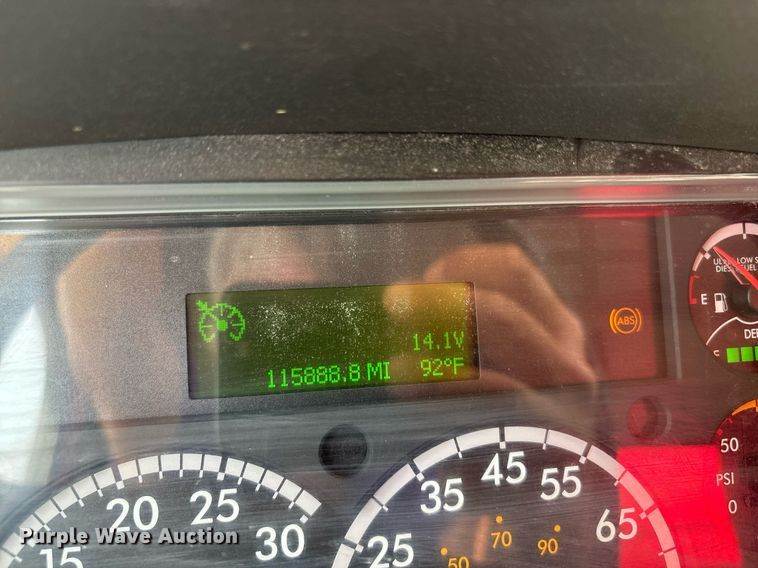 14.1V
115888.8 MI 92°F
ABS
E
50
PSI
0
15 20 25 30
25 35 45 55 65
50 70 90
Purple Wave Auction